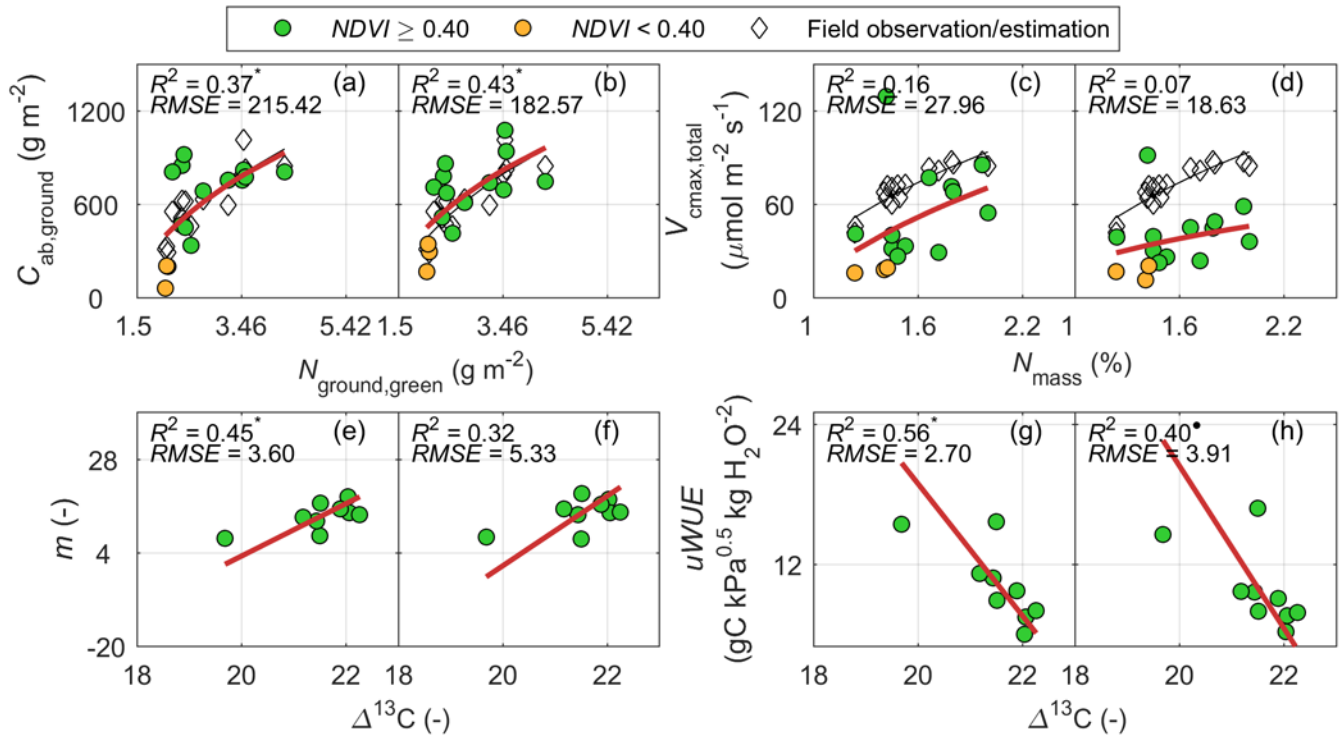 NDVI ≥ 0.40 NDVI < 0.40 Field observation/estimation
R² = 0.37* (a) R² = 0.43* (b) R² = 0.16 (c) R² = 0.07 (d)
RMSE = 215.42 RMSE = 182.57 RMSE = 27.96 RMSE = 18.63
C_ab,ground (g m⁻²)
1200
600
0
V_cmax,total
(μmol m⁻² s⁻¹)
120
60
0
1.5 3.46 5.42 1.5 3.46 5.42 1 1.6 2.2 1 1.6 2.2
N_ground,green (g m⁻²) N_mass (%)
R² = 0.45* (e) R² = 0.32 (f) R² = 0.56* (g) R² = 0.40• (h)
RMSE = 3.60 RMSE = 5.33 RMSE = 2.70 RMSE = 3.91
m (-)
28
4
-20
uWUE
(gC kPa⁰·⁵ kg H₂O⁻²)
24
12
18 20 22 18 20 22 18 20 22 18 20 22
Δ¹³C (-) Δ¹³C (-)